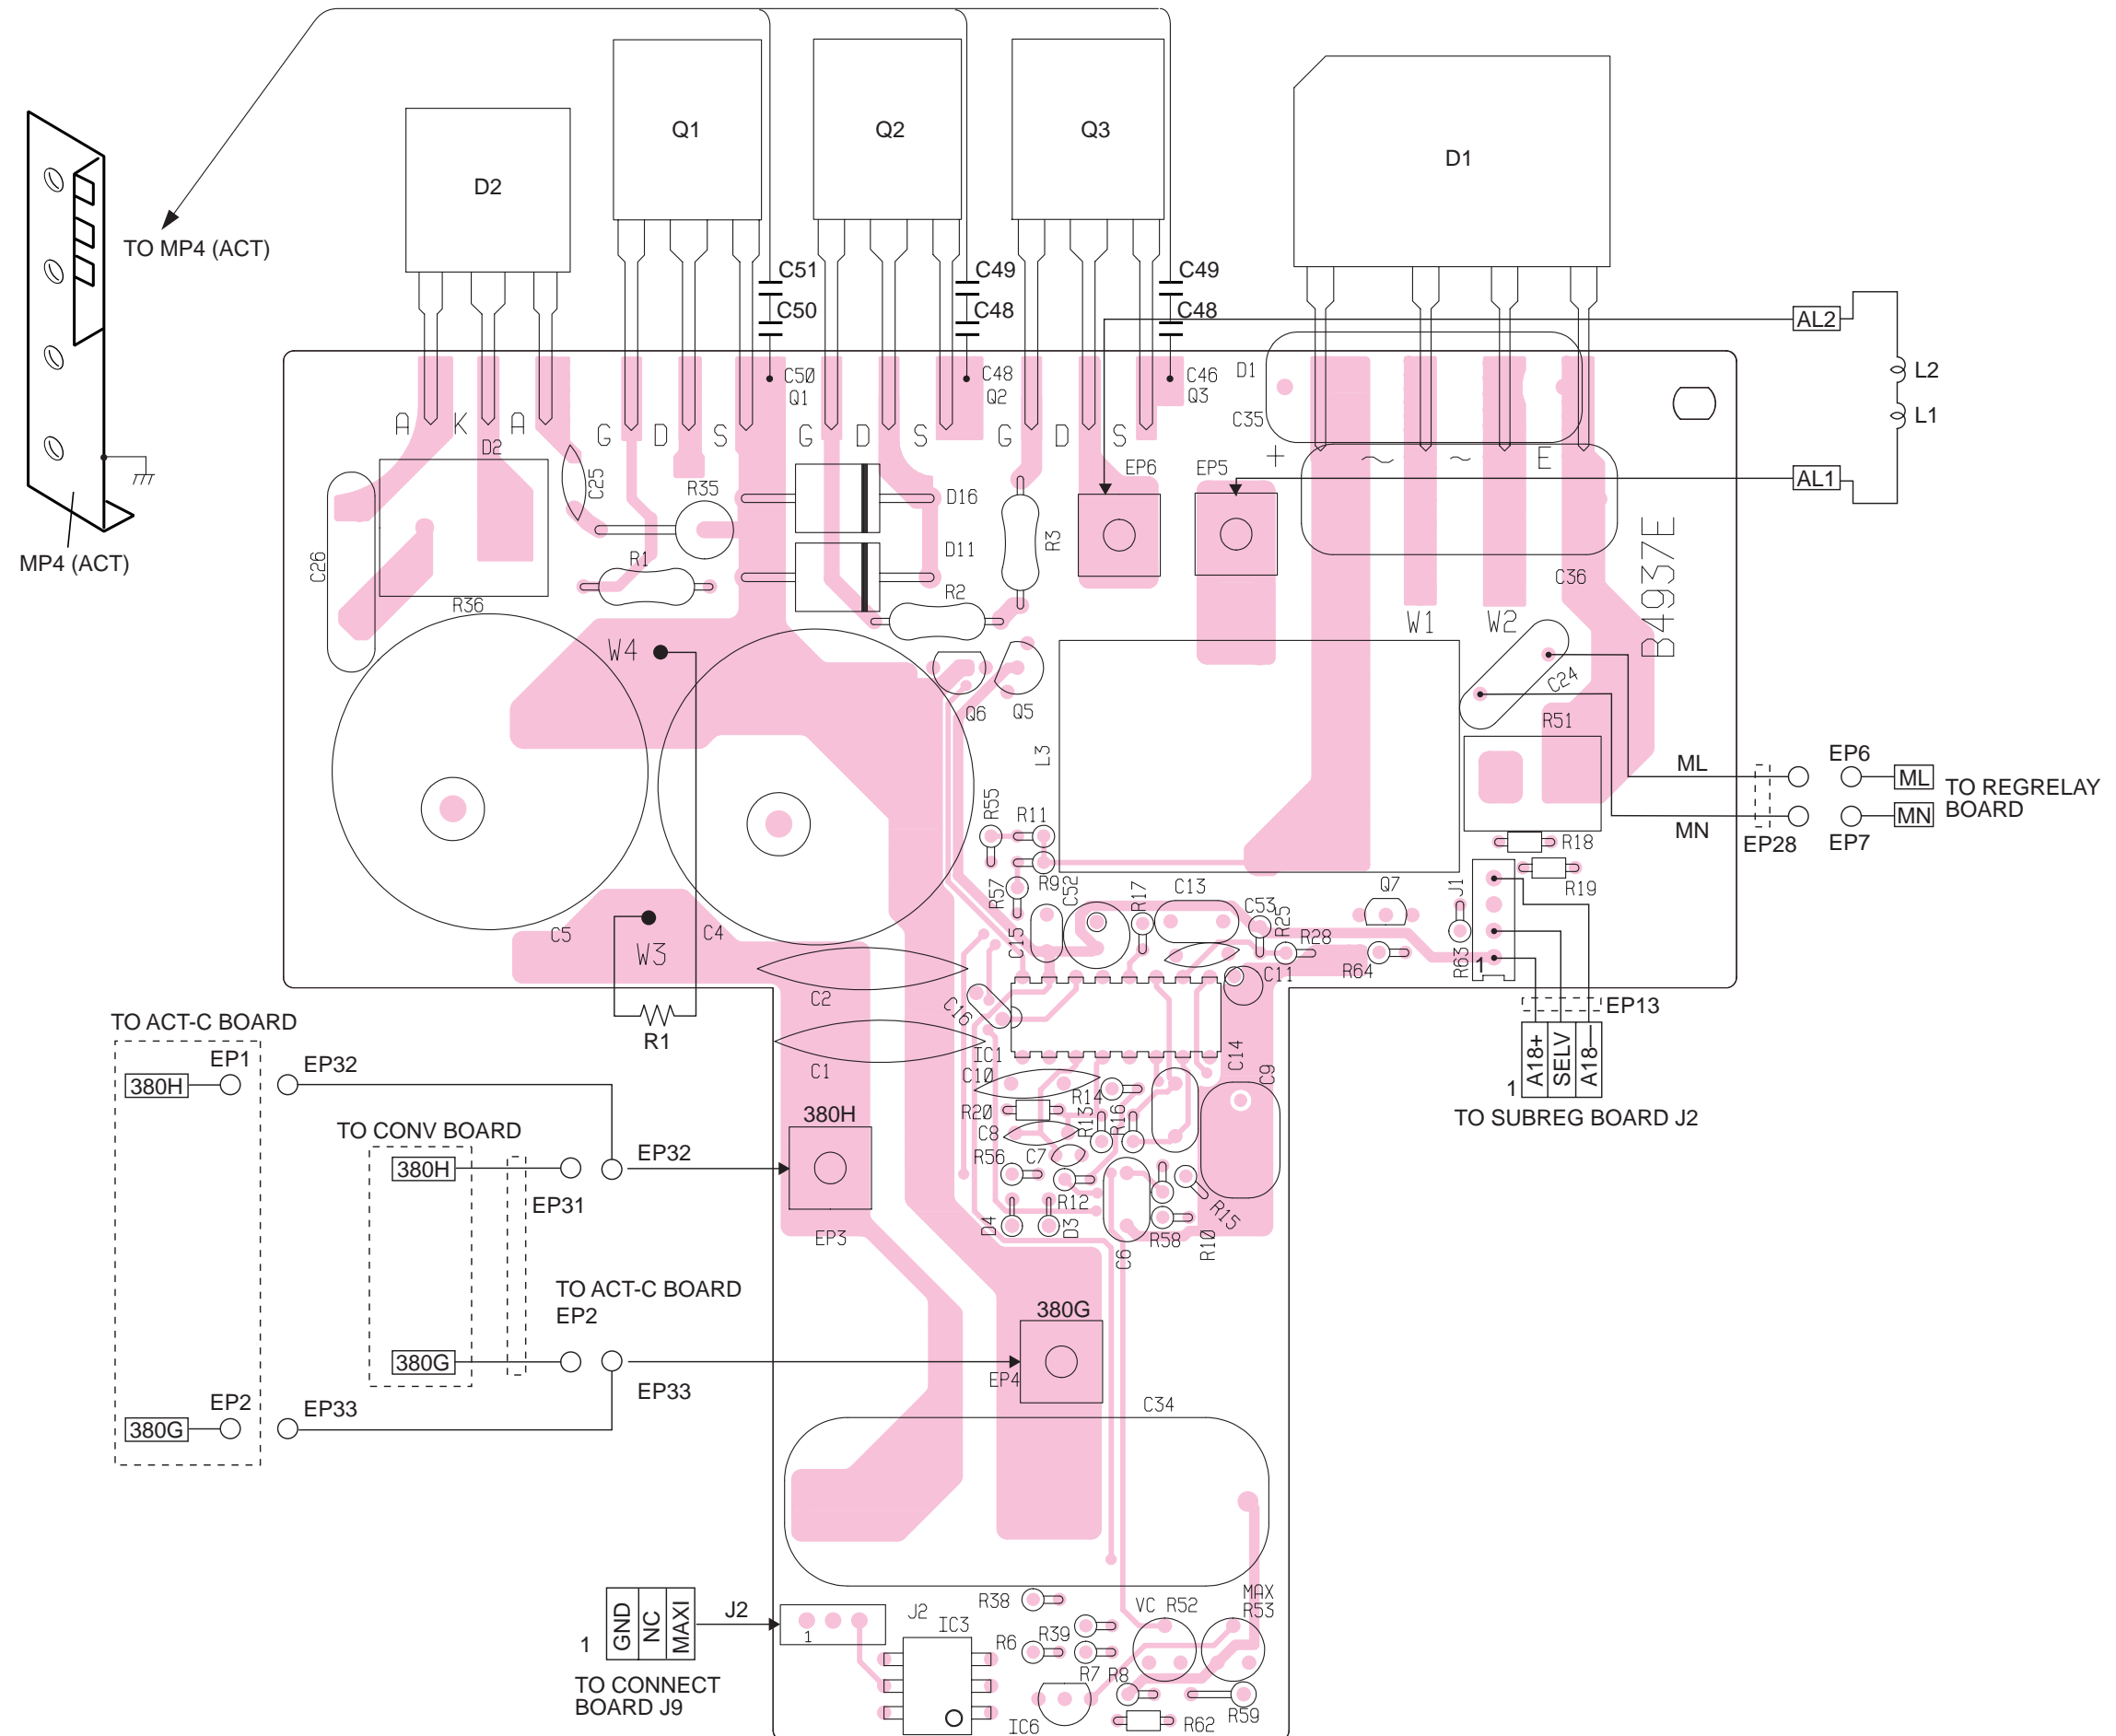 Q1
Q2
Q3
D1
D2
TO MP4 (ACT)
C51
C49
C49
C50
C48
C48
AL2
L2
L1
C50
Q1
C48
Q2
C46
Q3
D1
C35
A
K
A
G
D
S
G
D
S
G
D
S
+
~
~
E
D2
EP6
EP5
AL1
C25
R35
D16
R3
MP4 (ACT)
C26
R1
D11
C36
B4937E
R36
R2
W4
W1
W2
C24
Q6
Q5
R51
L3
ML
EP6
ML
TO REGRELAY
BOARD
MN
EP28
EP7
MN
R55
R11
R18
R57
R9
C52
R17
C13
Q7
J1
R19
C5
C4
C15
C53
R25
R28
W3
R64
R63
1
C2
C16
C11
EP13
R1
TO ACT-C BOARD
EP1
EP32
380H
IC1
C14
1
A18+
SELV
A18—
C1
C10
C9
R14
TO SUBREG BOARD J2
380H
R20
R13
R16
TO CONV BOARD
C8
380H
EP32
R56
C7
EP31
R12
R15
EP3
D4
D3
C6
R58
R10
TO ACT-C BOARD
EP2
380G
380G
EP4
EP33
EP2
EP33
380G
C34
R38
VC R52
MAX
R53
1
GND
NC
MAXI
J2
1
J2
IC3
R6
R39
TO CONNECT
BOARD J9
R7
R8
IC6
R62
R59